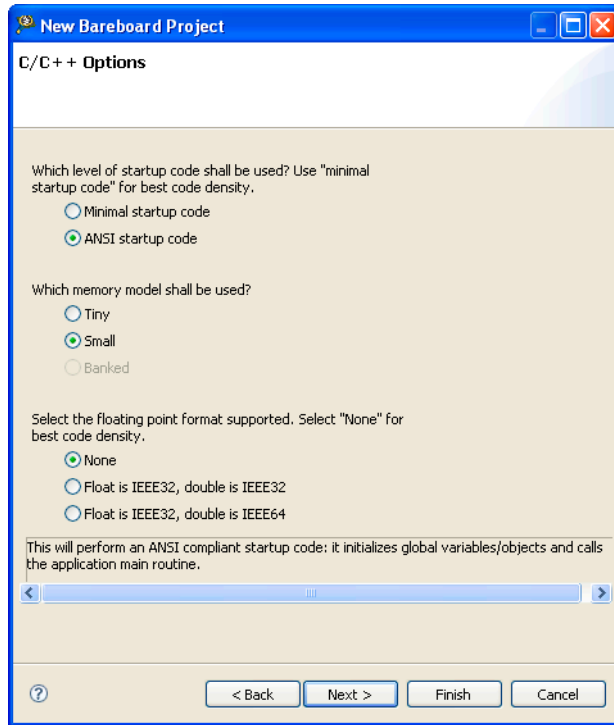 New Bareboard Project
C/C++ Options
Which level of startup code shall be used? Use "minimal
startup code" for best code density.
Minimal startup code
ANSI startup code
Which memory model shall be used?
Tiny
Small
Banked
Select the floating point format supported. Select "None" for
best code density.
None
Float is IEEE32, double is IEEE32
Float is IEEE32, double is IEEE64
This will perform an ANSI compliant startup code: it initializes global variables/objects and calls
the application main routine.
? < Back Next > Finish Cancel